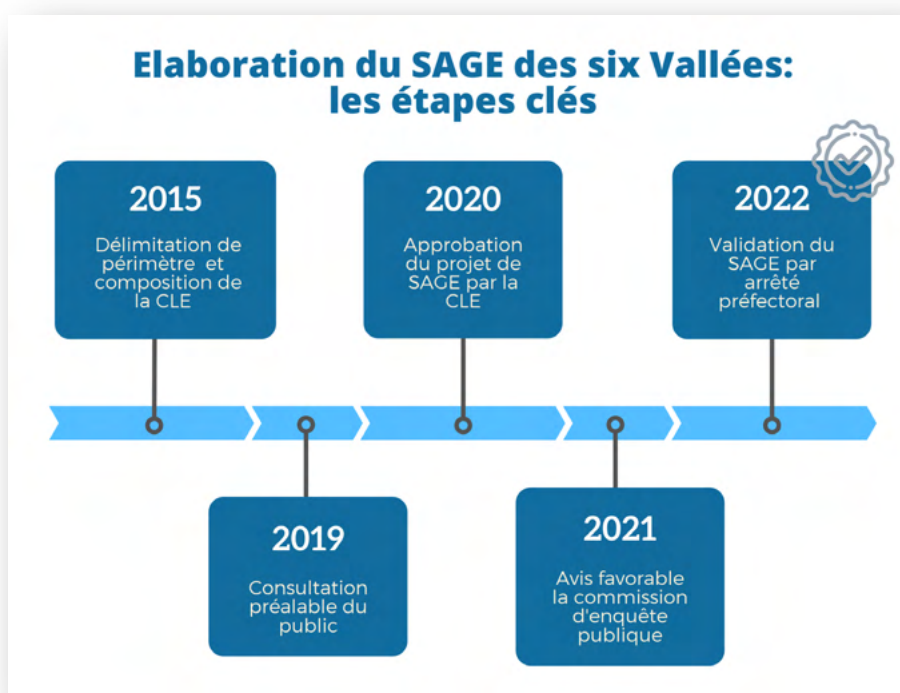 Elaboration du SAGE des six Vallées:
les étapes clés
2015
Délimitation de
périmètre et
composition de
la CLE
2020
Approbation
du projet de
SAGE par la
CLE
2022
Validation du
SAGE par
arrêté
préfectoral
2019
Consultation
préalable du
public
2021
Avis favorable
la commission
d'enquête
publique